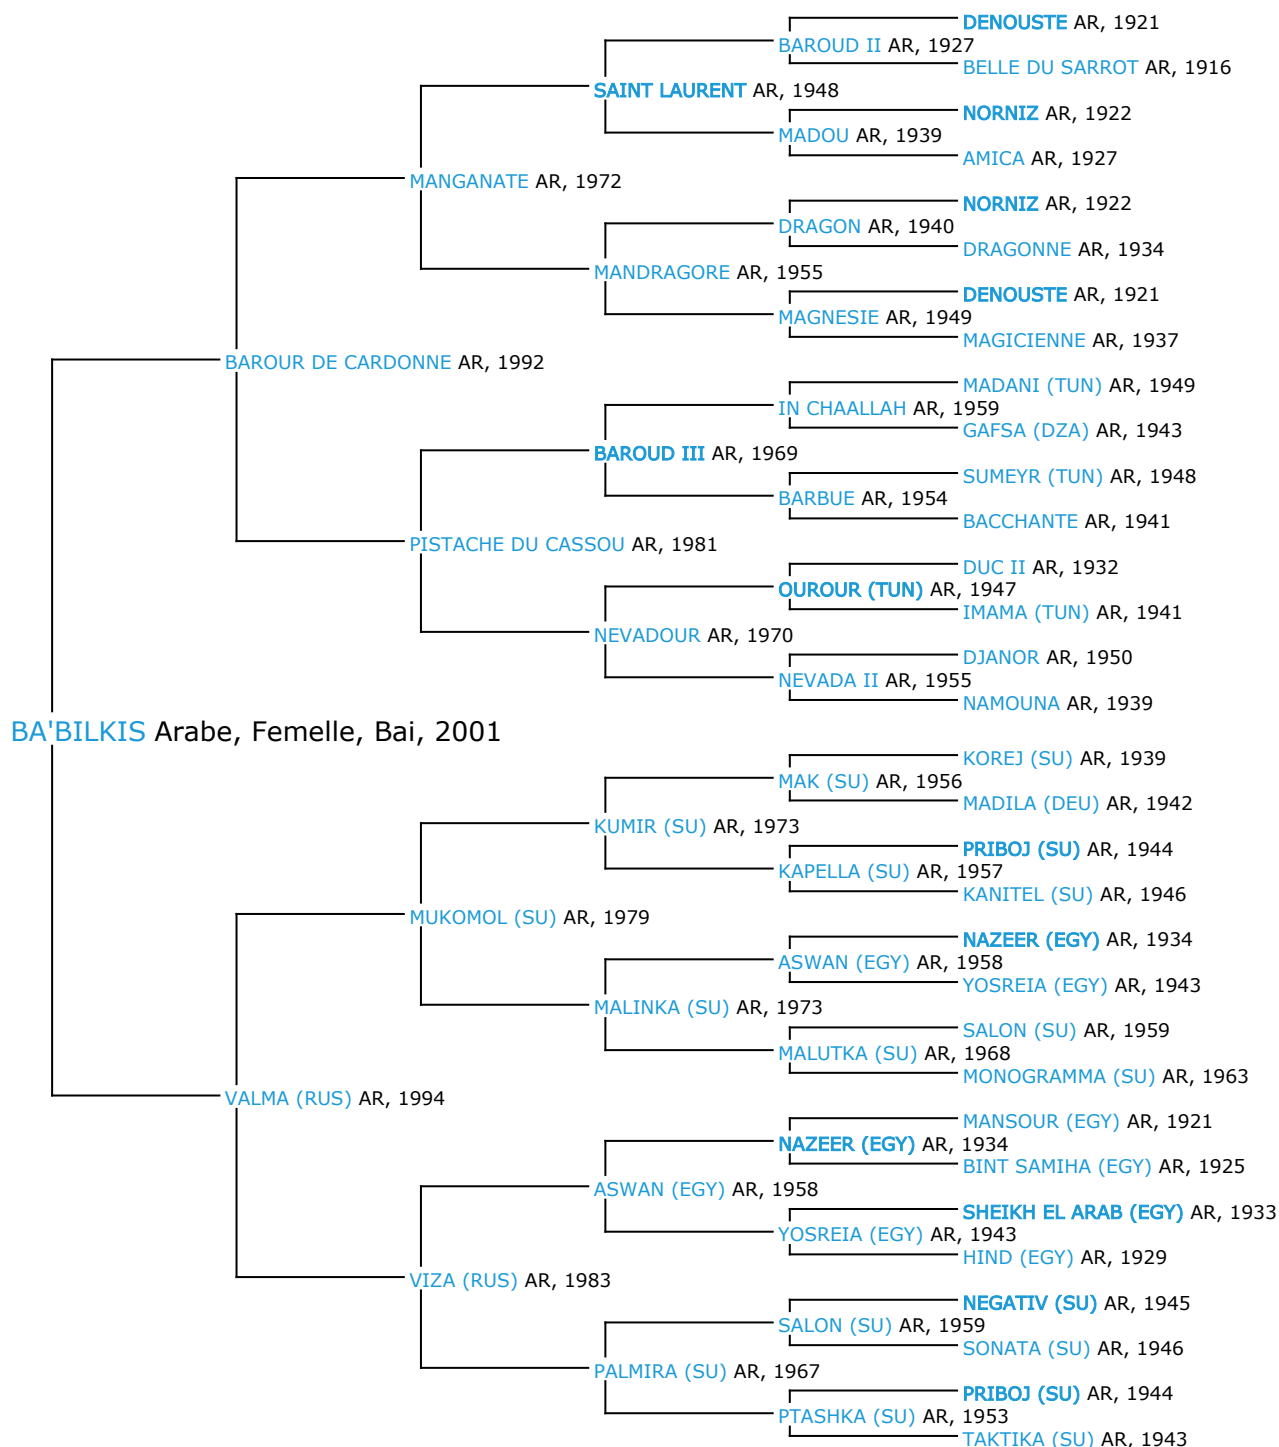 DENOUSTE AR, 1921
BAROUD II AR, 1927
BELLE DU SARROT AR, 1916
SAINT LAURENT AR, 1948
NORNIZ AR, 1922
MADOU AR, 1939
AMICA AR, 1927
MANGANATE AR, 1972
NORNIZ AR, 1922
DRAGON AR, 1940
DRAGONNE AR, 1934
MANDRAGORE AR, 1955
DENOUSTE AR, 1921
MAGNESIE AR, 1949
MAGICIENNE AR, 1937
BAROUR DE CARDONNE AR, 1992
MADANI (TUN) AR, 1949
IN CHAALLAH AR, 1959
GAFSA (DZA) AR, 1943
BAROUD III AR, 1969
SUMEYR (TUN) AR, 1948
BARBUE AR, 1954
BACCHANTE AR, 1941
PISTACHE DU CASSOU AR, 1981
DUC II AR, 1932
OUROUR (TUN) AR, 1947
IMAMA (TUN) AR, 1941
NEVADOUR AR, 1970
DJANOR AR, 1950
NEVADA II AR, 1955
NAMOUNA AR, 1939
BA'BILKIS Arabe, Femelle, Bai, 2001
KOREJ (SU) AR, 1939
MAK (SU) AR, 1956
MADILA (DEU) AR, 1942
KUMIR (SU) AR, 1973
PRIBOJ (SU) AR, 1944
KAPELLA (SU) AR, 1957
KANITEL (SU) AR, 1946
MUKOMOL (SU) AR, 1979
NAZEER (EGY) AR, 1934
ASWAN (EGY) AR, 1958
YOSREIA (EGY) AR, 1943
MALINKA (SU) AR, 1973
SALON (SU) AR, 1959
MALUTKA (SU) AR, 1968
MONOGRAMMA (SU) AR, 1963
VALMA (RUS) AR, 1994
MANSOUR (EGY) AR, 1921
NAZEER (EGY) AR, 1934
BINT SAMIHA (EGY) AR, 1925
ASWAN (EGY) AR, 1958
SHEIKH EL ARAB (EGY) AR, 1933
YOSREIA (EGY) AR, 1943
HIND (EGY) AR, 1929
VIZA (RUS) AR, 1983
NEGATIV (SU) AR, 1945
SALON (SU) AR, 1959
SONATA (SU) AR, 1946
PALMIRA (SU) AR, 1967
PRIBOJ (SU) AR, 1944
PTASHKA (SU) AR, 1953
TAKTIKA (SU) AR, 1943